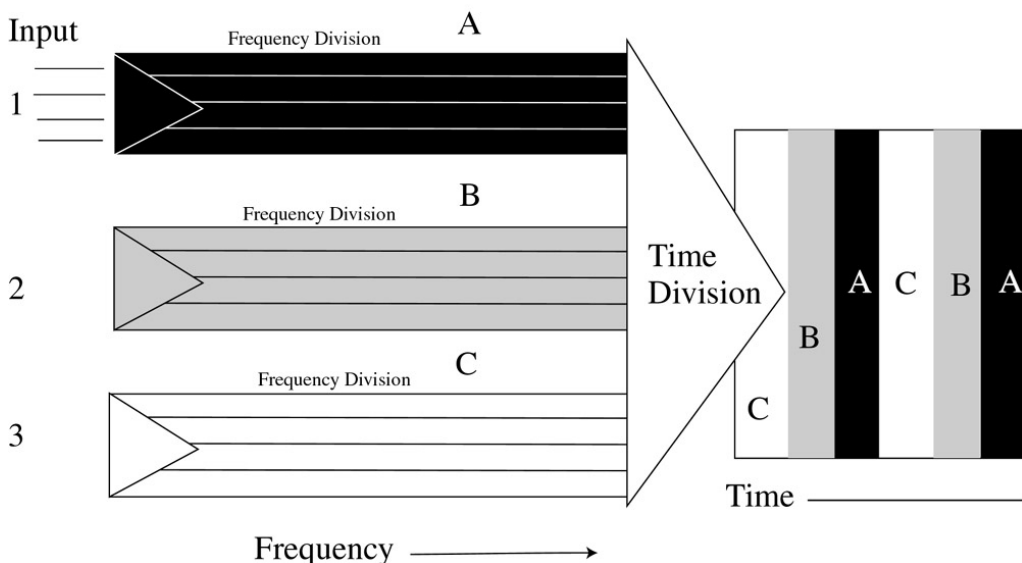 Input
Frequency Division
A
1
Frequency Division
B
2
Frequency Division
C
3
Time
Division
C
B
A
C
B
A
Time
Frequency